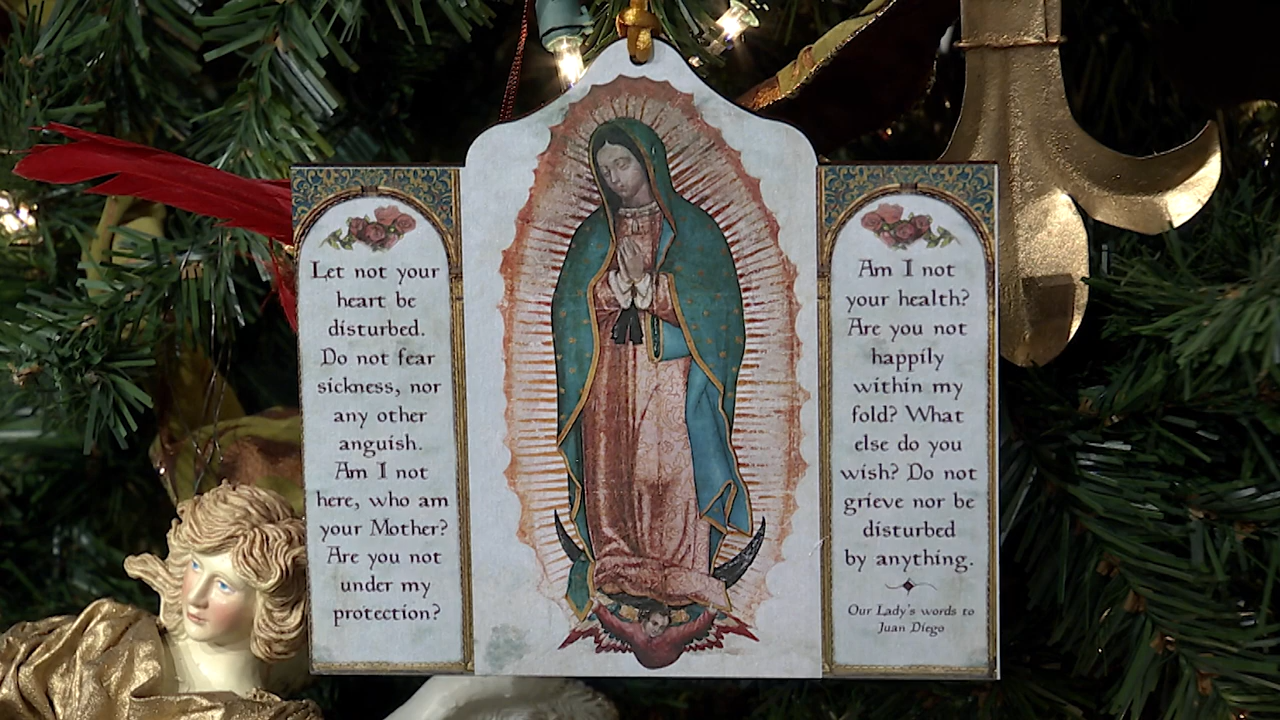 Let not your
heart be
disturbed.
Do not fear
sickness, nor
any other
anguish.
Am I not
here, who am
your Mother?
Are you not
under my
protection?
Am I not
your health?
Are you not
happily
within my
fold? What
else do you
wish? Do not
grieve nor be
disturbed
by anything.
Our Lady's words to
Juan Diego